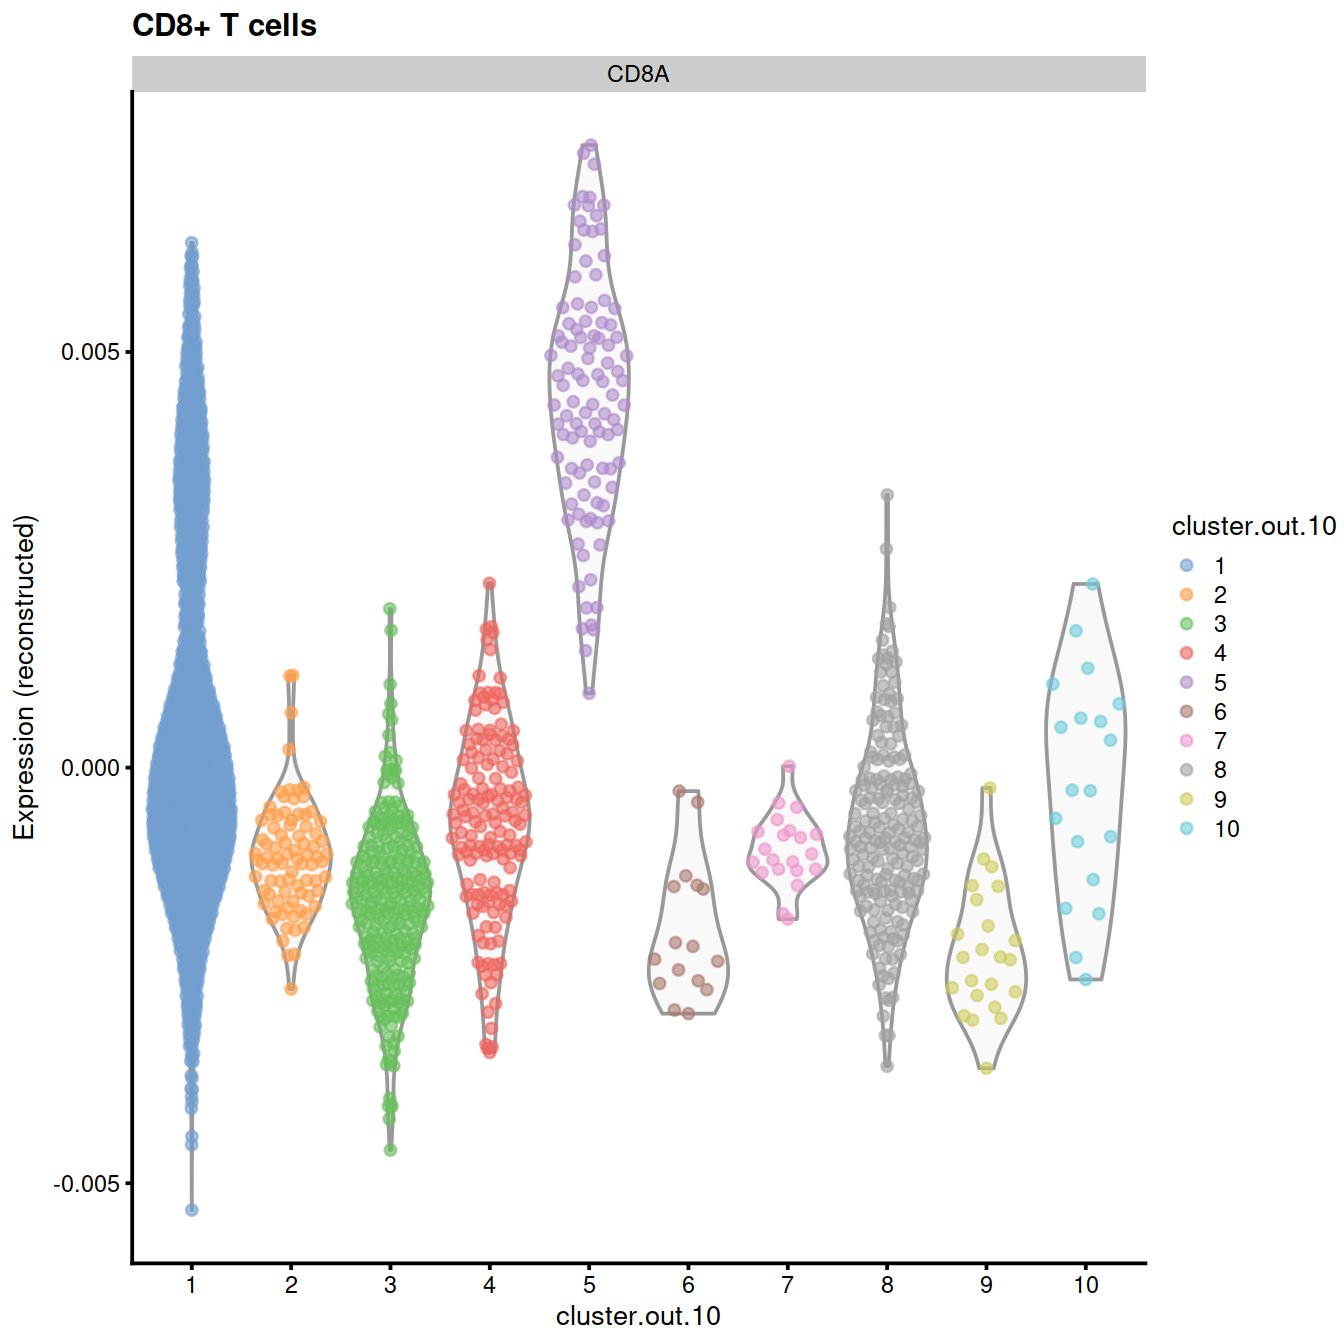 CD8+ T cells
CD8A
Expression (reconstructed)
0.005
0.000
-0.005
1 2 3 4 5 6 7 8 9 10
cluster.out.10
cluster.out.10
1
2
3
4
5
6
7
8
9
10